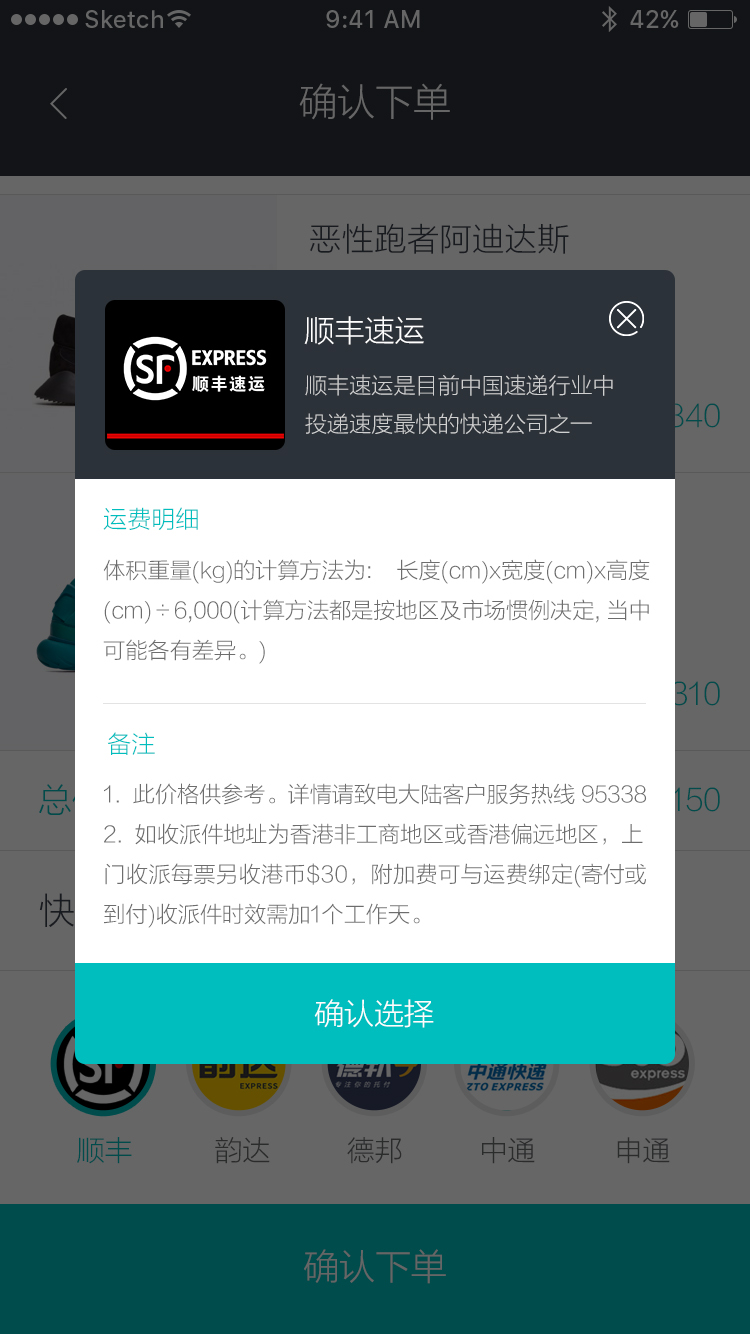 Sketch 9:41 AM 42%
确认下单
恶性跑者阿迪达斯
EXPRESS
SF
顺丰速运
顺丰速运
顺丰速运是目前中国速递行业中
投递速度最快的快递公司之一
340
运费明细
体积重量(kg)的计算方法为: 长度(cm)x宽度(cm)x高度
(cm)÷6,000(计算方法都是按地区及市场惯例决定, 当中
可能各有差异。)
310
备注
1. 此价格供参考。详情请致电大陆客户服务热线 95338
2. 如收派件地址为香港非工商地区或香港偏远地区，上
门收派每票另收港币$30，附加费可与运费绑定(寄付或
到付)收派件时效需加1个工作天。
总
150
快
确认选择
SF
韵达
EXPRESS
德邦
专注你的托付
中通快递
ZTO EXPRESS
express
顺丰 韵达 德邦 中通 申通
确认下单